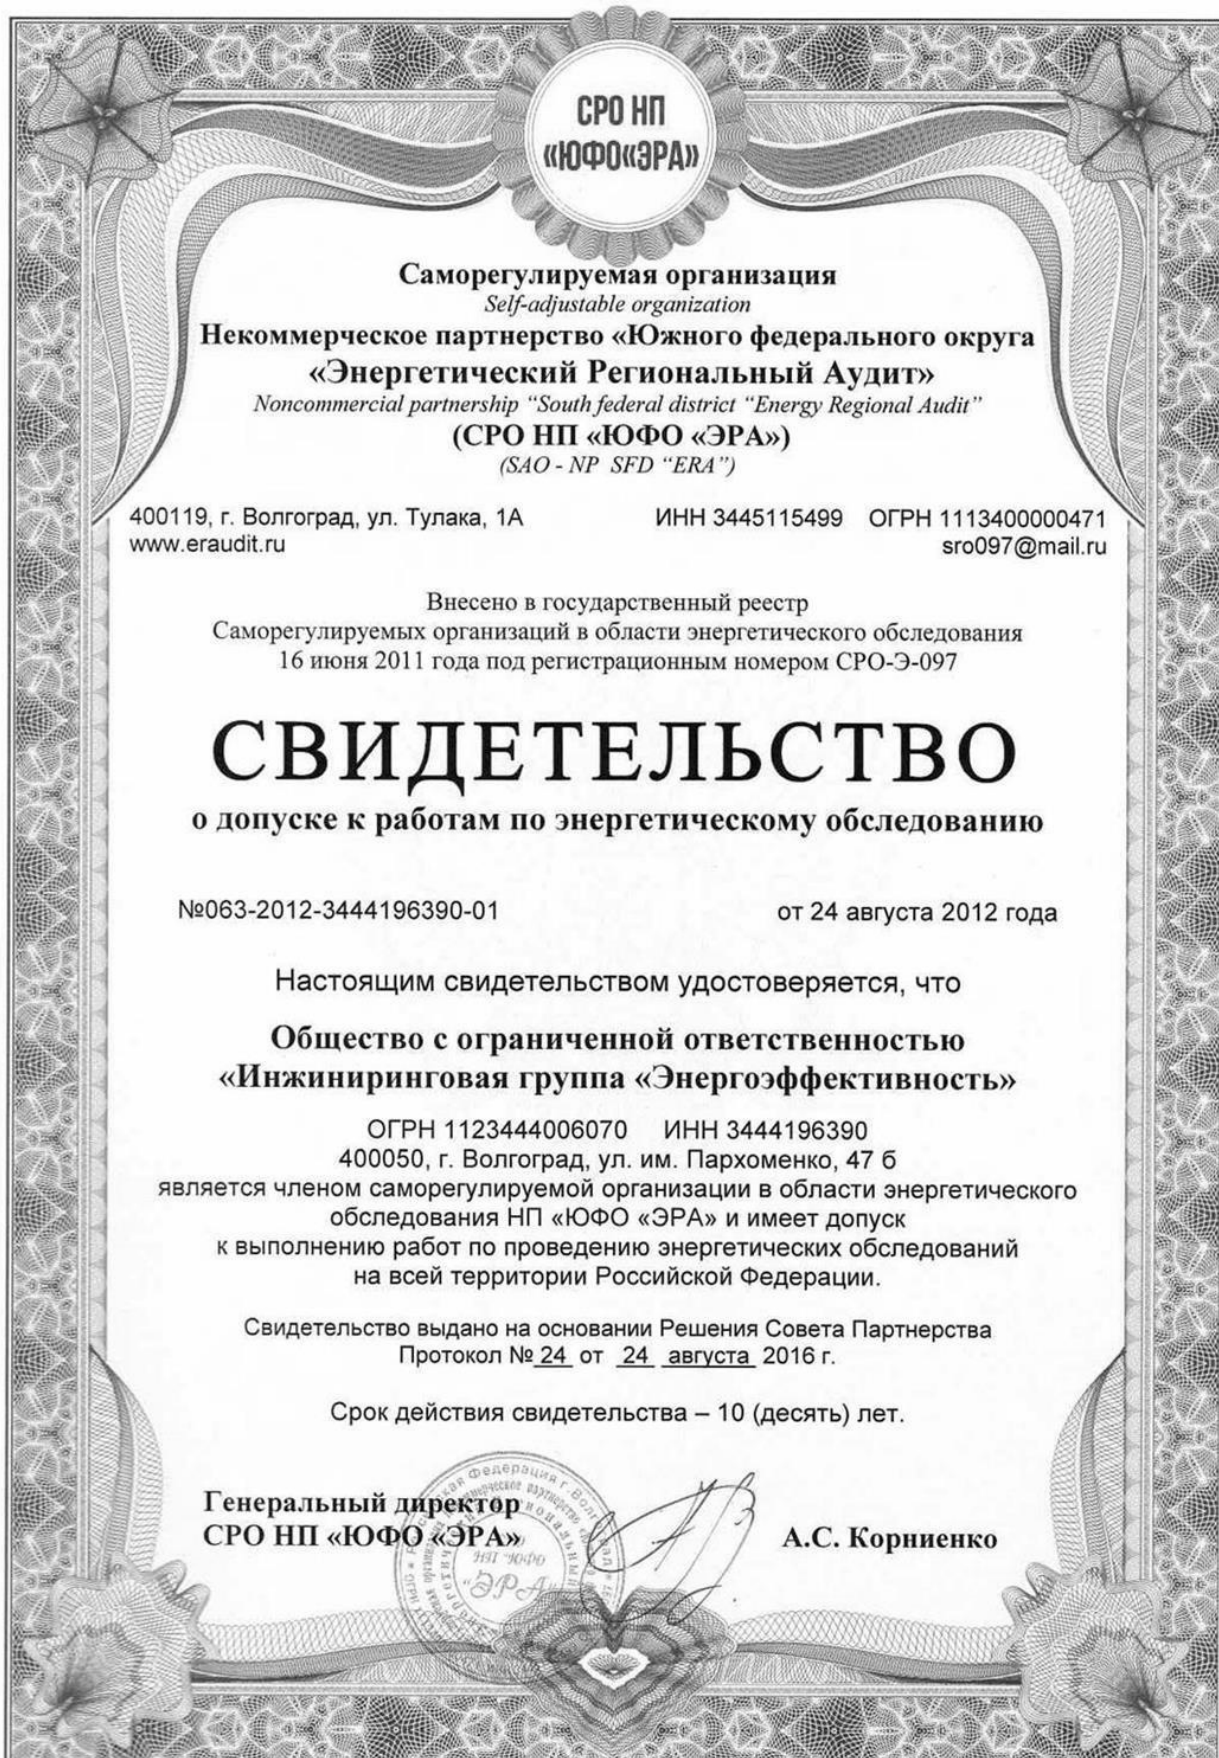 СРО НП
«ЮФО«ЭРА»
Саморегулируемая организация
Self-adjustable organization
Некоммерческое партнерство «Южного федерального округа
«Энергетический Региональный Аудит»
Noncommercial partnership “South federal district “Energy Regional Audit”
(СРО НП «ЮФО «ЭРА»)
(SAO - NP SFD “ERA”)
400119, г. Волгоград, ул. Тулака, 1А ИНН 3445115499 ОГРН 1113400000471
www.eraudit.ru sro097@mail.ru
Внесено в государственный реестр
Саморегулируемых организаций в области энергетического обследования
16 июня 2011 года под регистрационным номером СРО-Э-097
СВИДЕТЕЛЬСТВО
о допуске к работам по энергетическому обследованию
№063-2012-3444196390-01 от 24 августа 2012 года
Настоящим свидетельством удостоверяется, что
Общество с ограниченной ответственностью
«Инжиниринговая группа «Энергоэффективность»
ОГРН 1123444006070 ИНН 3444196390
400050, г. Волгоград, ул. им. Пархоменко, 47 б
является членом саморегулируемой организации в области энергетического
обследования НП «ЮФО «ЭРА» и имеет допуск
к выполнению работ по проведению энергетических обследований
на всей территории Российской Федерации.
Свидетельство выдано на основании Решения Совета Партнерства
Протокол № 24 от 24 августа 2016 г.
Срок действия свидетельства – 10 (десять) лет.
Генеральный директор
СРО НП «ЮФО «ЭРА»
А.С. Корниенко
НП "ЮФО
"ЭРА"